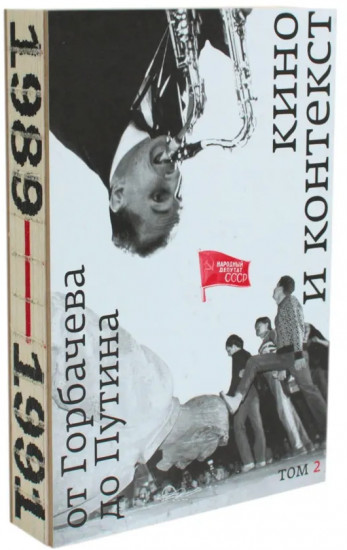 1989—1991
КИНО
И КОНТЕКСТ
НАРОДНЫЙ
ДЕПУТАТ
СССР
от Горбачева
до Путина
ТОМ 2